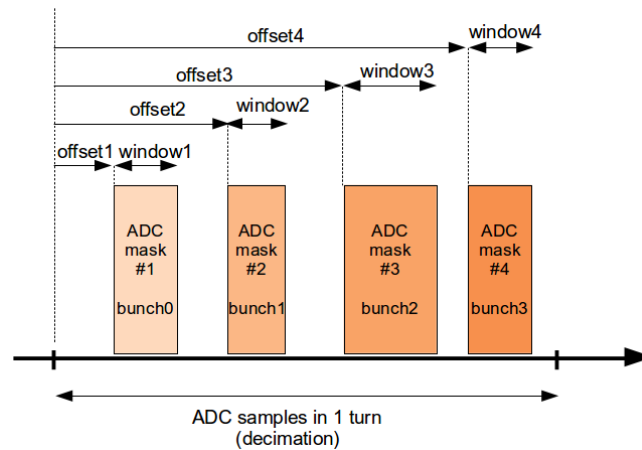 offset4
window4
offset3
window3
offset2
window2
offset1
window1
ADC
mask
#1
bunch0
ADC
mask
#2
bunch1
ADC
mask
#3
bunch2
ADC
mask
#4
bunch3
ADC samples in 1 turn
(decimation)